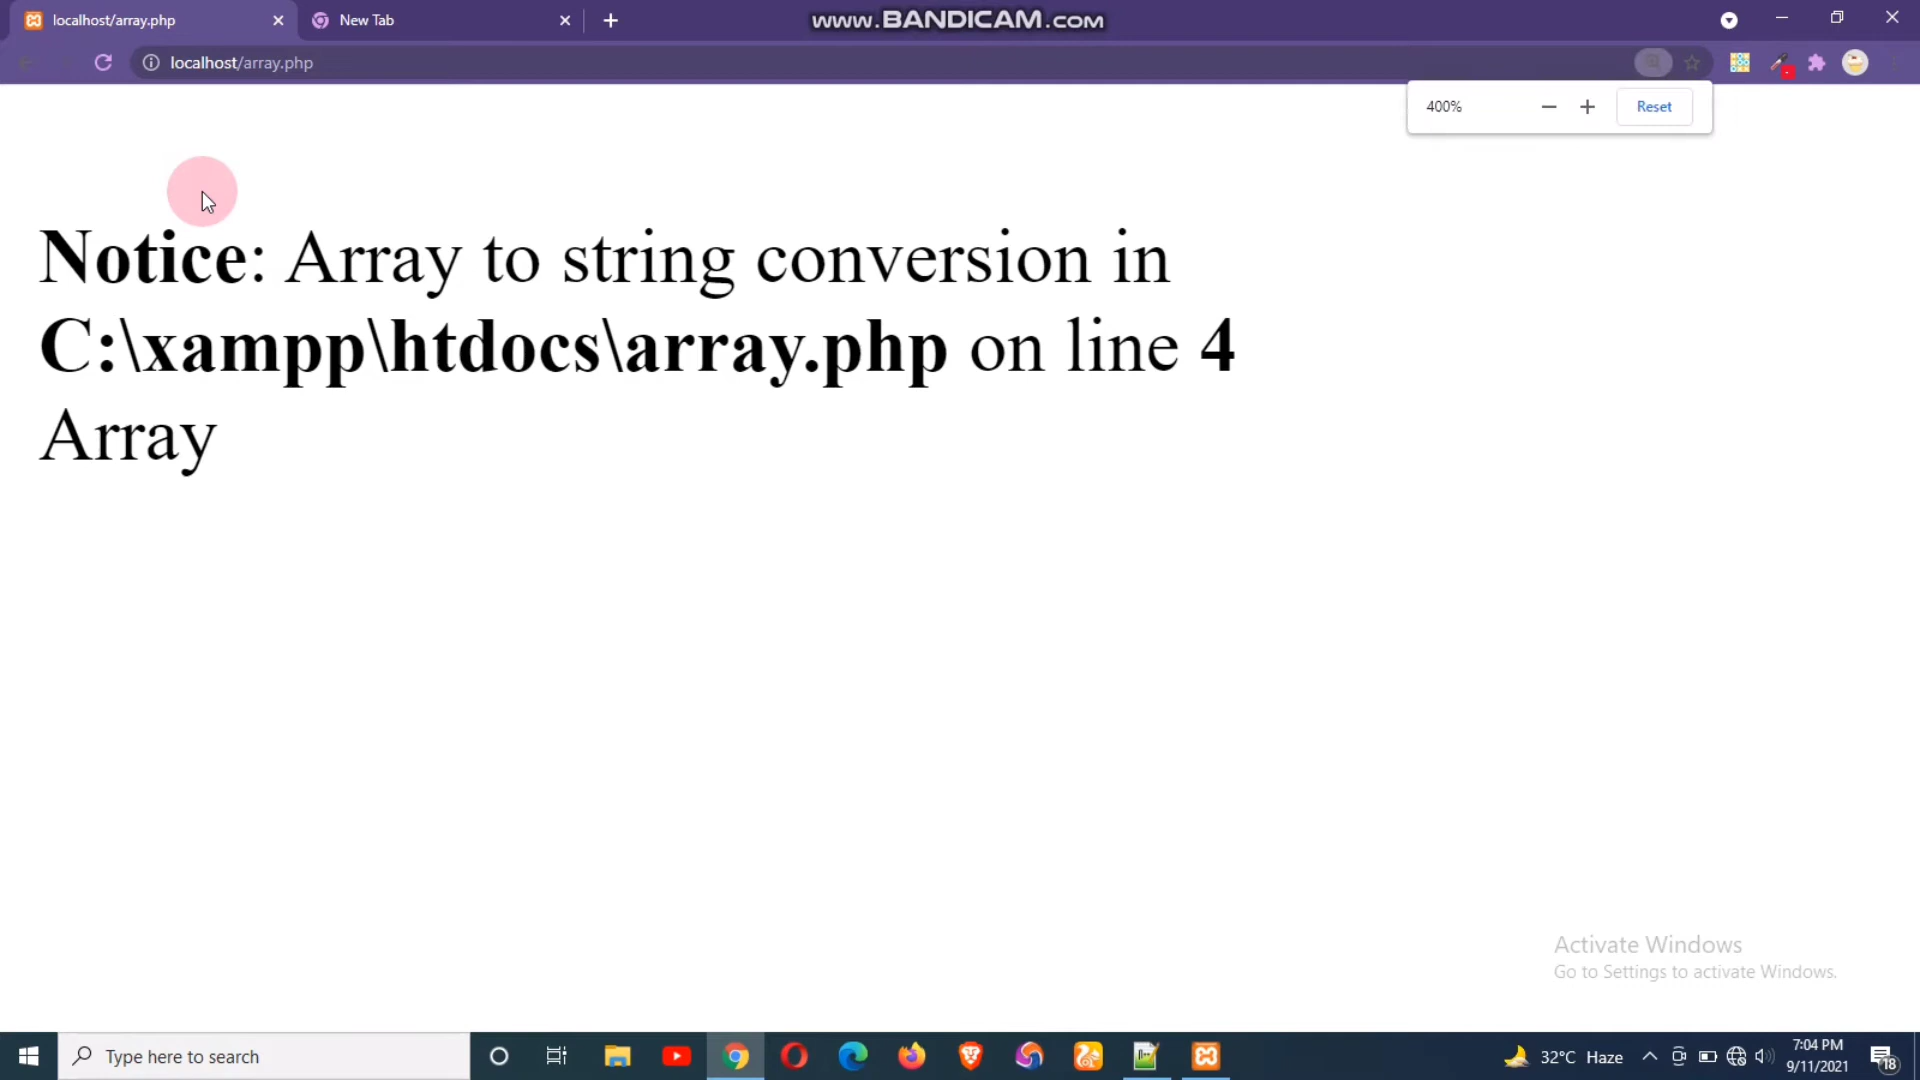 localhost/array.php
New Tab
www.BANDICAM.com
localhost/array.php
400%
Reset
Notice: Array to string conversion in
C:\xampp\htdocs\array.php on line 4
Array
Activate Windows
Go to Settings to activate Windows.
Type here to search
32°C Haze
7:04 PM
9/11/2021
18